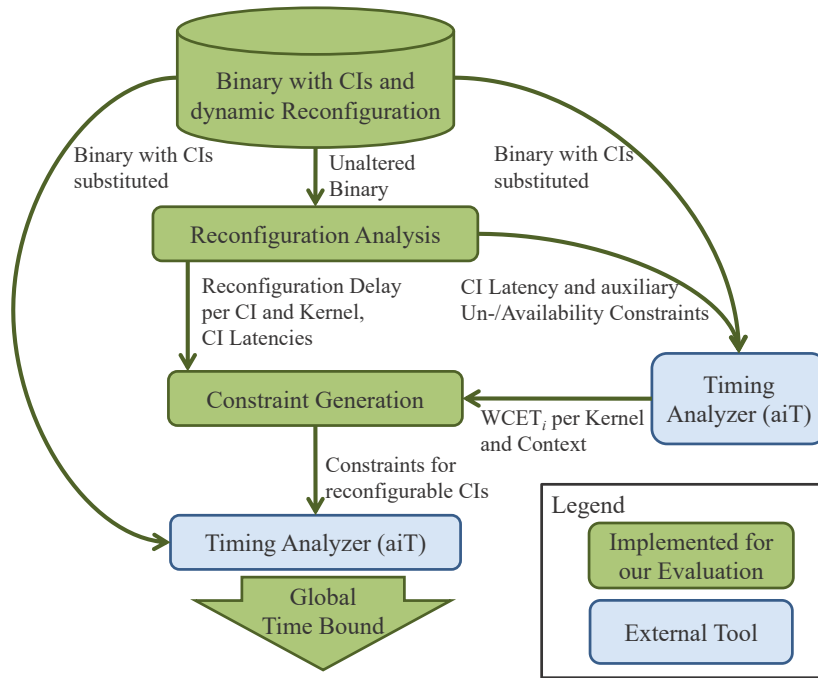 Binary with CIs and
dynamic Reconfiguration
Binary with CIs
substituted
Unaltered
Binary
Binary with CIs
substituted
Reconfiguration Analysis
Reconfiguration Delay
per CI and Kernel,
CI Latencies
CI Latency and auxiliary
Un-/Availability Constraints
Constraint Generation
WCETᵢ per Kernel
and Context
Timing
Analyzer (aiT)
Constraints for
reconfigurable CIs
Timing Analyzer (aiT)
Global
Time Bound
Legend
Implemented for
our Evaluation
External Tool